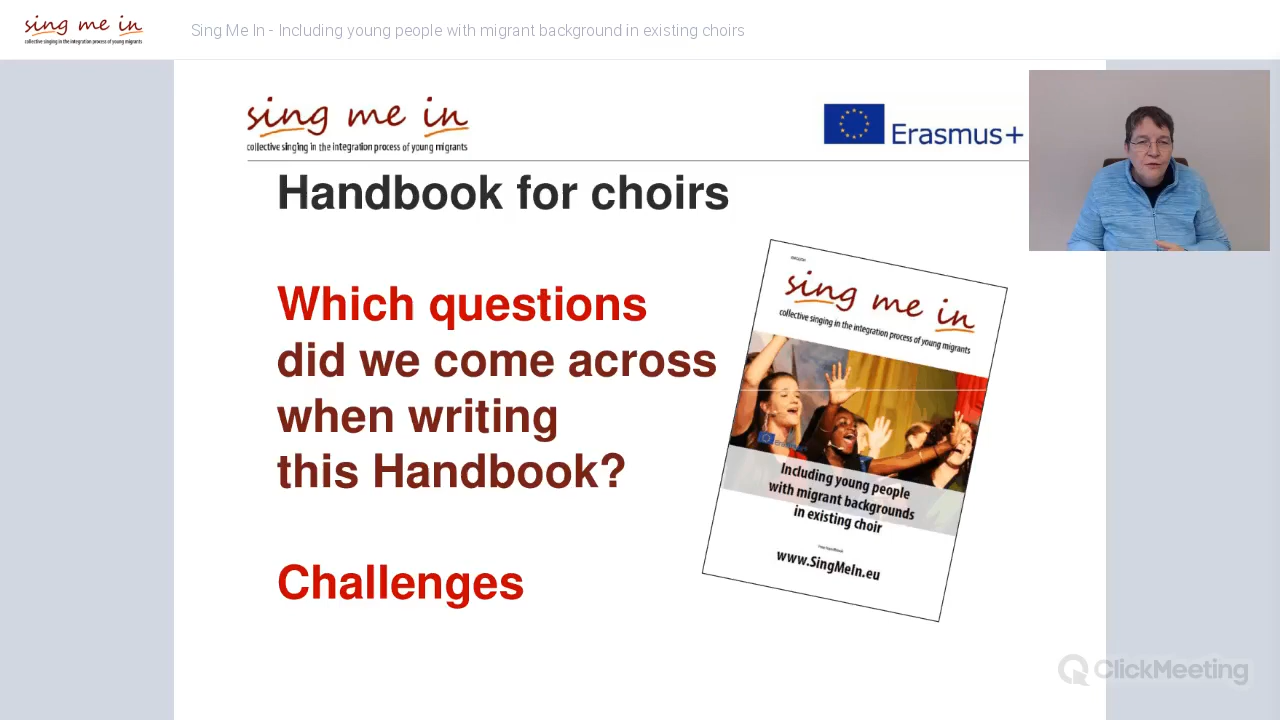 sing me in
collective singing in the integration process of young migrants
Sing Me In - Including young people with migrant background in existing choirs
sing me in
collective singing in the integration process of young migrants
Erasmus+
Handbook for choirs
Which questions
did we come across
when writing
this Handbook?
Challenges
ENGLISH
sing me in
collective singing in the integration process of young migrants
Erasmus+
Including young people
with migrant backgrounds
in existing choir
www.SingMeIn.eu
ClickMeeting